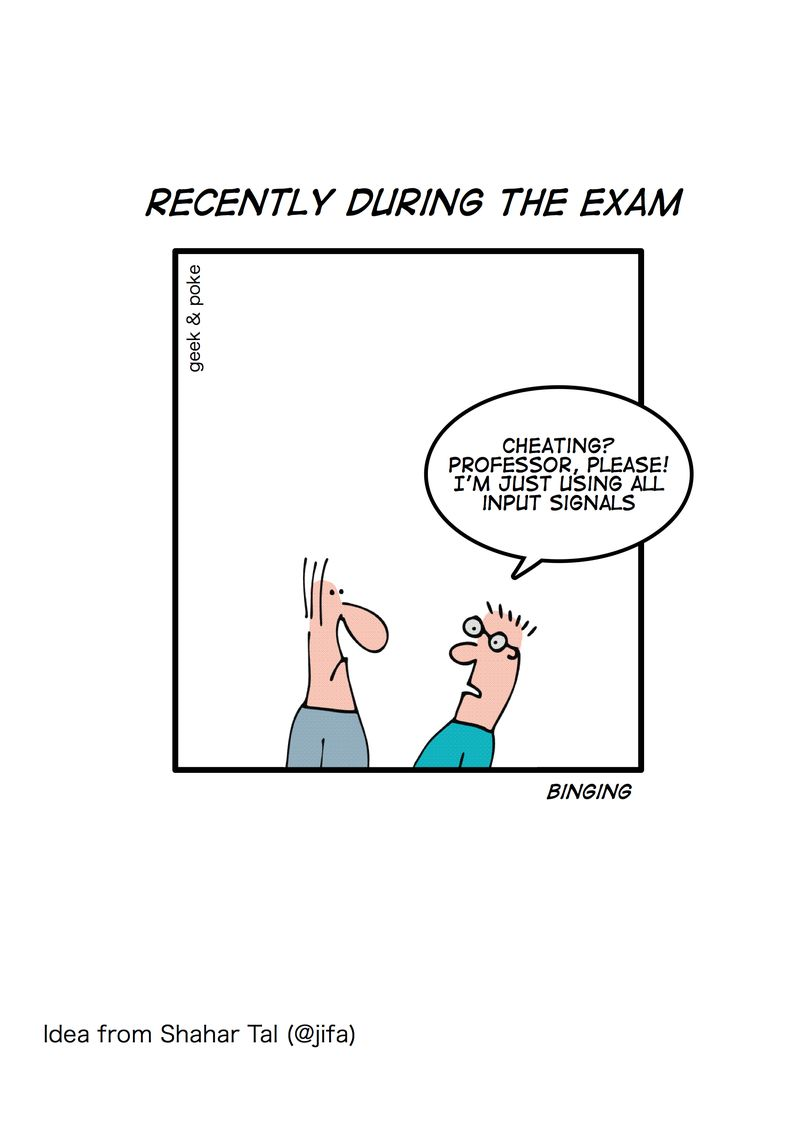 RECENTLY DURING THE EXAM
geek & poke
CHEATING?
PROFESSOR, PLEASE!
I'M JUST USING ALL
INPUT SIGNALS
BINGING
Idea from Shahar Tal (@jifa)